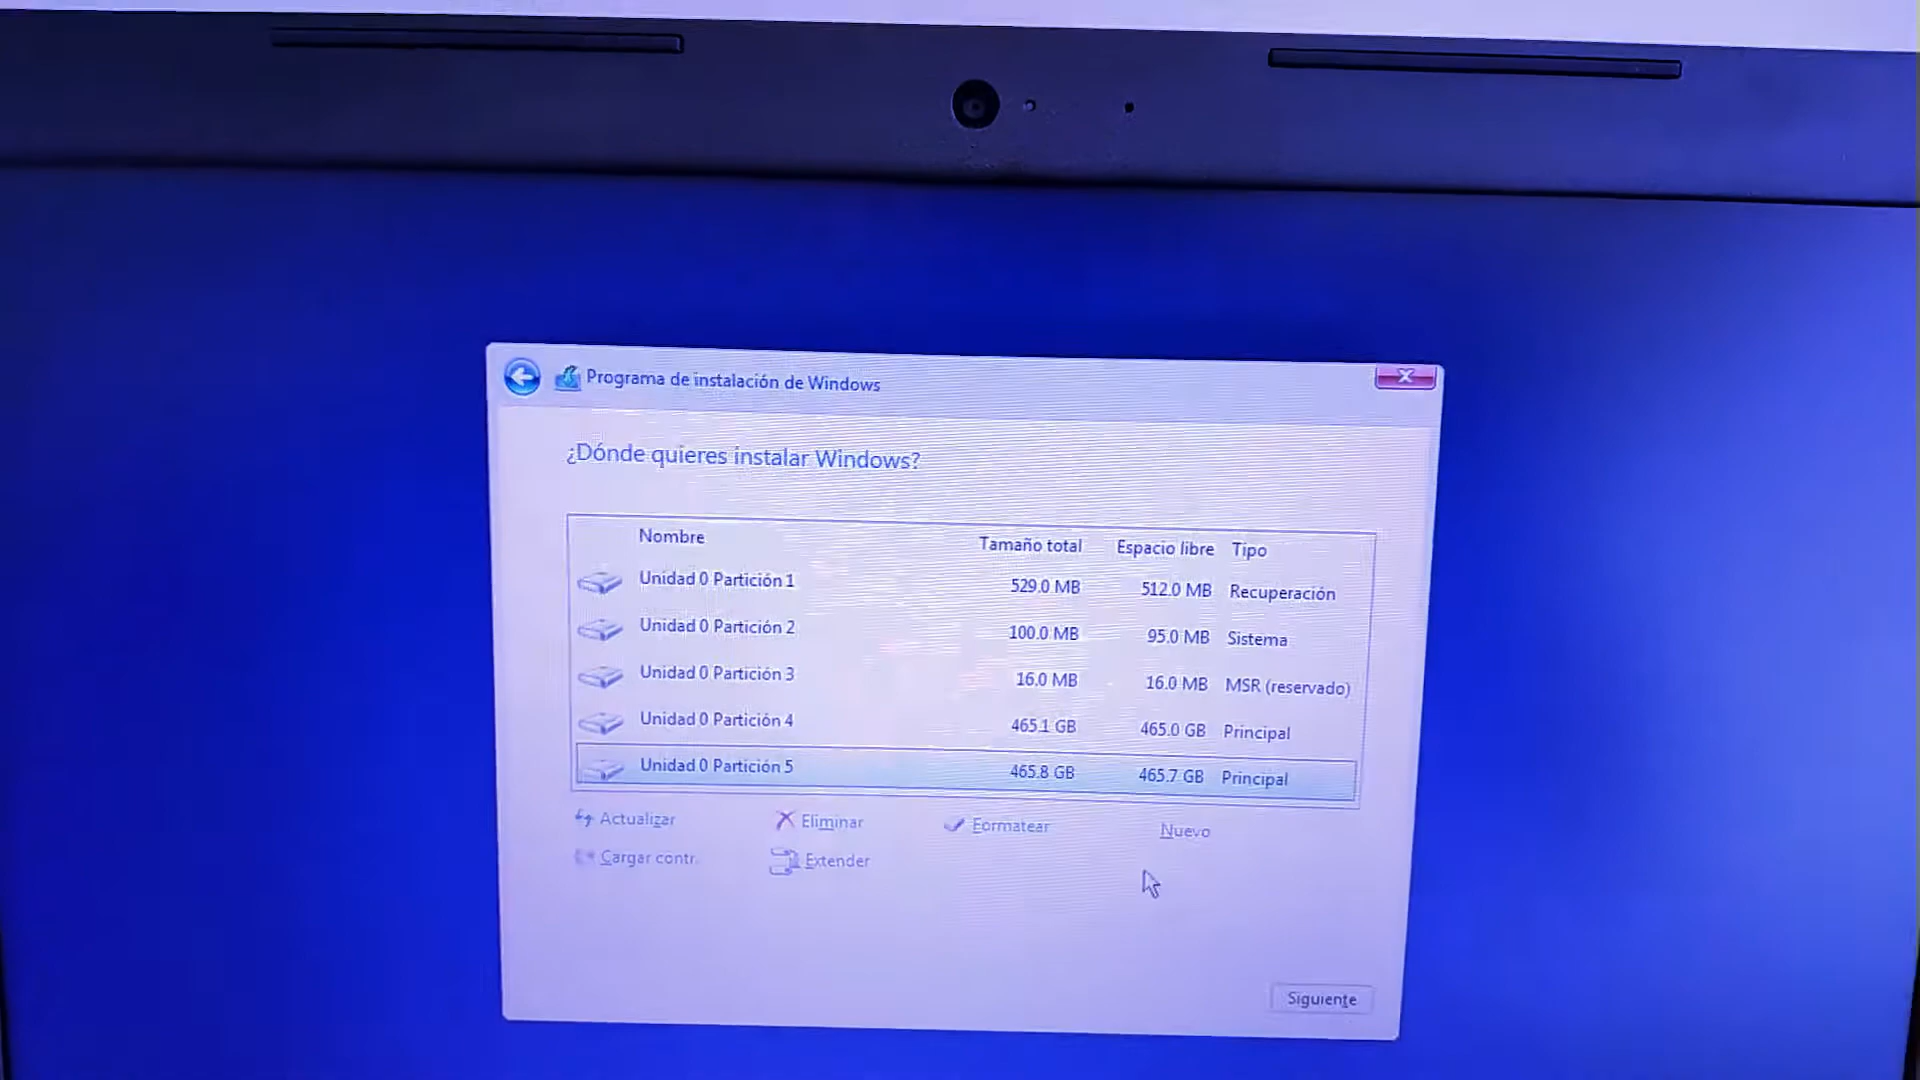 Programa de instalación de Windows
¿Dónde quieres instalar Windows?
Nombre Tamaño total Espacio libre Tipo
Unidad 0 Partición 1 529.0 MB 512.0 MB Recuperación
Unidad 0 Partición 2 100.0 MB 95.0 MB Sistema
Unidad 0 Partición 3 16.0 MB 16.0 MB MSR (reservado)
Unidad 0 Partición 4 465.1 GB 465.0 GB Principal
Unidad 0 Partición 5 465.8 GB 465.7 GB Principal
Actualizar Eliminar Formatear Nuevo
Cargar contr. Extender
Siguiente